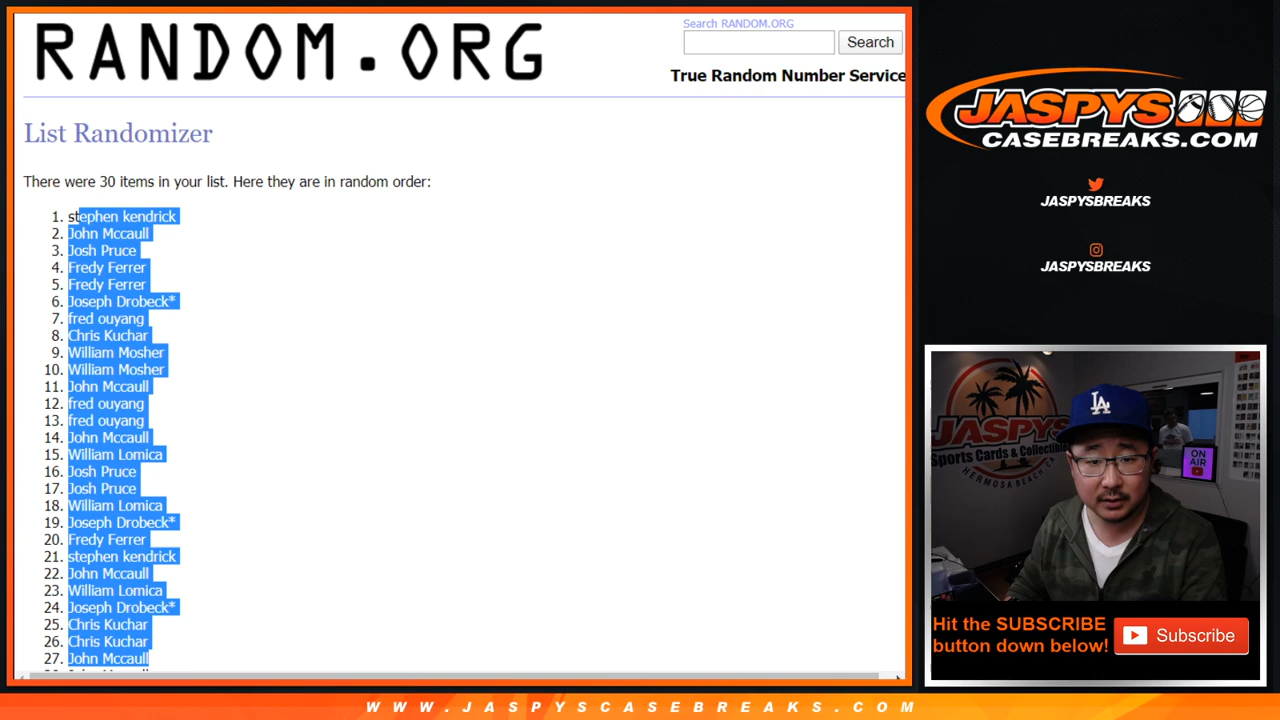 RANDOM.ORG
Search RANDOM.ORG
Search
True Random Number Service
List Randomizer
There were 30 items in your list. Here they are in random order:
1. stephen kendrick
2. John Mccaull
3. Josh Pruce
4. Fredy Ferrer
5. Fredy Ferrer
6. Joseph Drobeck*
7. fred ouyang
8. Chris Kuchar
9. William Mosher
10. William Mosher
11. John Mccaull
12. fred ouyang
13. fred ouyang
14. John Mccaull
15. William Lomica
16. Josh Pruce
17. Josh Pruce
18. William Lomica
19. Joseph Drobeck*
20. Fredy Ferrer
21. stephen kendrick
22. John Mccaull
23. William Lomica
24. Joseph Drobeck*
25. Chris Kuchar
26. Chris Kuchar
27. John Mccaull
JASPYS
CASEBREAKS.COM
JASPYSBREAKS
JASPYSBREAKS
JASPYS
Sports Cards & Collectibles
HERMOSA BEACH CA
LA
ON
AIR
Hit the SUBSCRIBE
button down below!
Subscribe
WWW.JASPYSCASEBREAKS.COM